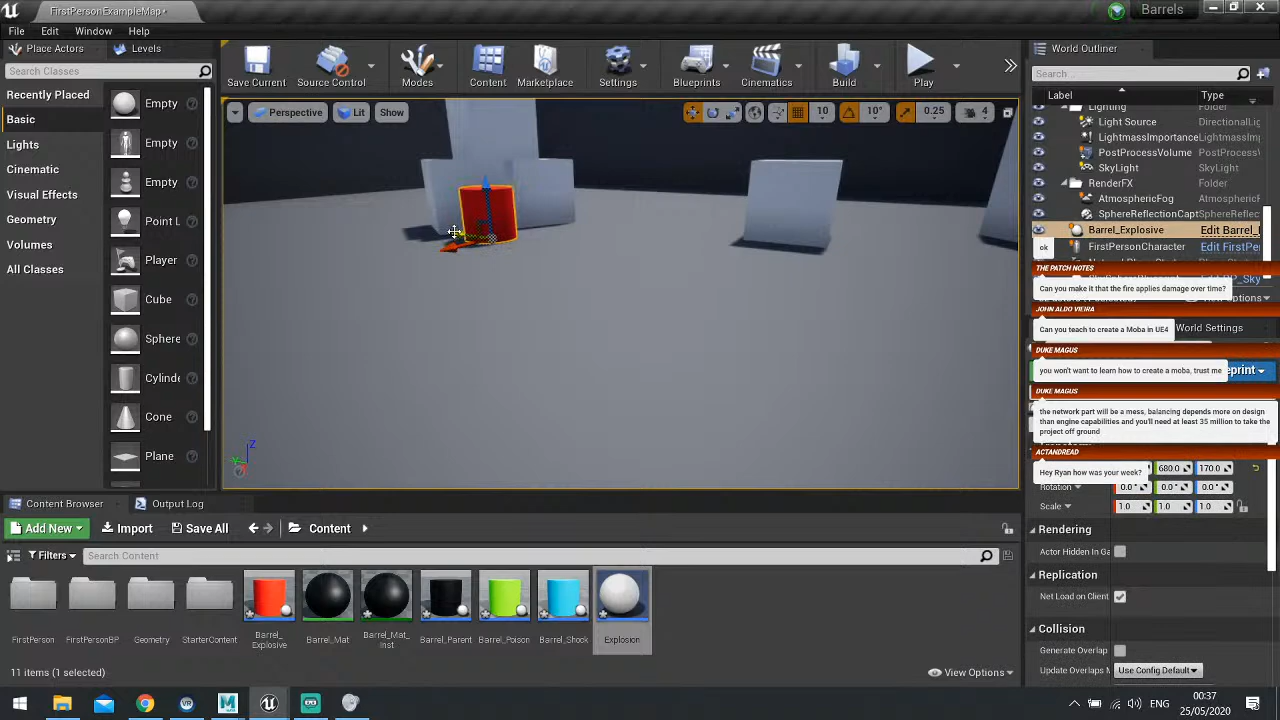 FirstPersonExampleMap*
Barrels
File Edit Window Help
Place Actors Levels
Search Classes
Recently Placed
Basic
Lights
Cinematic
Visual Effects
Geometry
Volumes
All Classes
Empty
Empty
Empty
Point L
Player
Cube
Sphere
Cylinde
Cone
Plane
Save Current
Source Control
Modes
Content
Marketplace
Settings
Blueprints
Cinematics
Build
Play
Perspective Lit Show
10 10° 0.25 4
World Outliner
Search...
Label Type
Lighting Folder
Light Source DirectionalLig
LightmassImportance LightmassImp
PostProcessVolume PostProcessV
SkyLight SkyLight
RenderFX Folder
AtmosphericFog AtmosphericF
SphereReflectionCapt SphereReflec
Barrel_Explosive Edit Barrel_
FirstPersonCharacter Edit FirstPe
ok
THE PATCH NOTES
Can you make it that the fire applies damage over time?
JOHN ALDO VIEIRA
Can you teach to create a Moba in UE4
World Settings
DUKE MAGUS
you won't want to learn how to create a moba, trust me
DUKE MAGUS
the network part will be a mess, balancing depends more on design
than engine capabilities and you'll need at least 35 million to take the
project off ground
ACTANDREAD
Hey Ryan how was your week?
680.0 170.0
Rotation 0.0° 0.0° 0.0°
Scale 1.0 1.0 1.0
Rendering
Actor Hidden In Ga
Replication
Net Load on Client
Collision
Generate Overlap
Update Overlaps M Use Config Default
Content Browser Output Log
Add New Import Save All Content
Filters Search Content
FirstPerson
FirstPersonBP
Geometry
StarterContent
Barrel_
Explosive
Barrel_Mat
Barrel_Mat_
Inst
Barrel_Parent
Barrel_Poison
Barrel_Shock
Explosion
11 items (1 selected)
View Options
ENG
00:37
25/05/2020